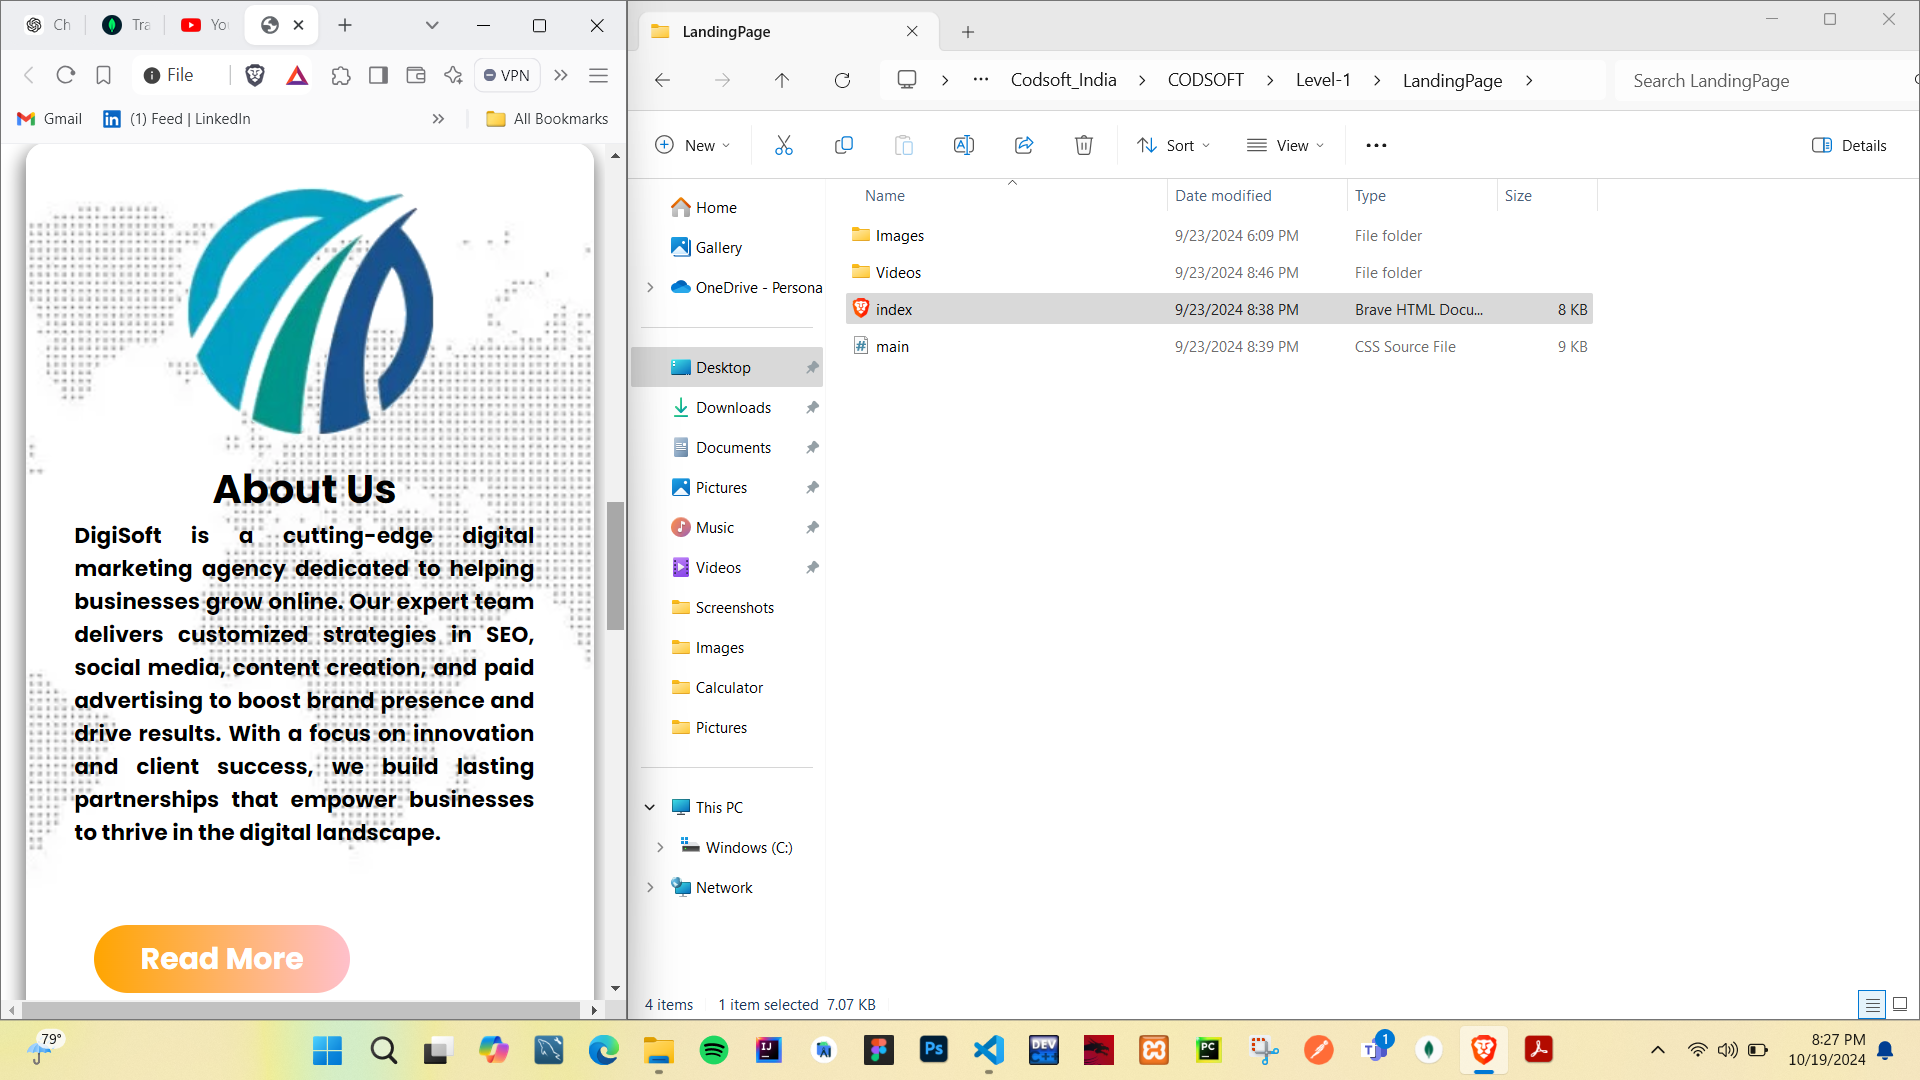 Ch
Tra
You
File
VPN
Gmail
(1) Feed | LinkedIn
All Bookmarks
About Us
DigiSoft is a cutting-edge digital
marketing agency dedicated to helping
businesses grow online. Our expert team
delivers customized strategies in SEO,
social media, content creation, and paid
advertising to boost brand presence and
drive results. With a focus on innovation
and client success, we build lasting
partnerships that empower businesses
to thrive in the digital landscape.
Read More
LandingPage
Codsoft_India
CODSOFT
Level-1
LandingPage
Search LandingPage
New
Sort
View
Details
Home
Gallery
OneDrive - Persona
Desktop
Downloads
Documents
Pictures
Music
Videos
Screenshots
Images
Calculator
Pictures
This PC
Windows (C:)
Network
Name Date modified Type Size
Images 9/23/2024 6:09 PM File folder
Videos 9/23/2024 8:46 PM File folder
index 9/23/2024 8:38 PM Brave HTML Docu... 8 KB
main 9/23/2024 8:39 PM CSS Source File 9 KB
4 items 1 item selected 7.07 KB
79°
IJ
Ps
DEV
PC
1
8:27 PM
10/19/2024